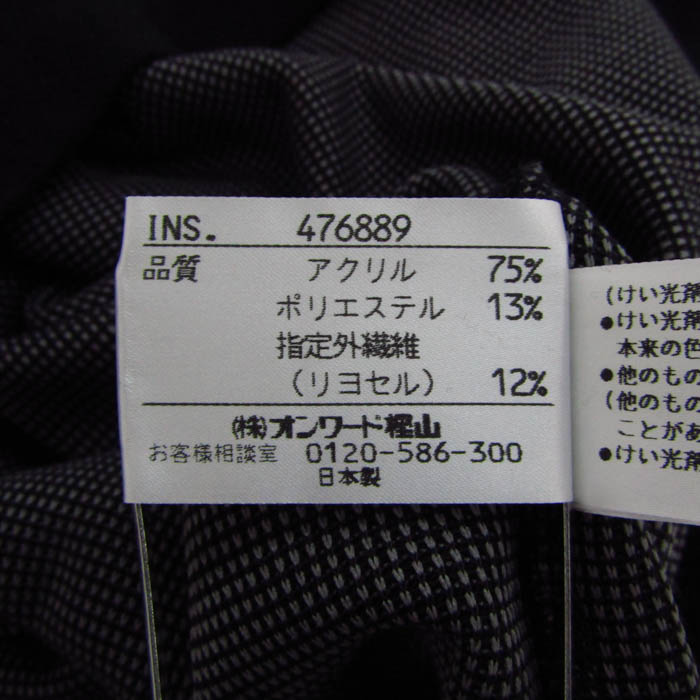 INS. 476889
品質 アクリル 75%
ポリエステル 13%
指定外繊維
(リヨセル) 12%
(株)オンワード樫山
お客様相談室 0120-586-300
日本製
(けい光剤
●けい光剤
本来の色
●他のもの
(他のもの
ことがあ
●けい光剤